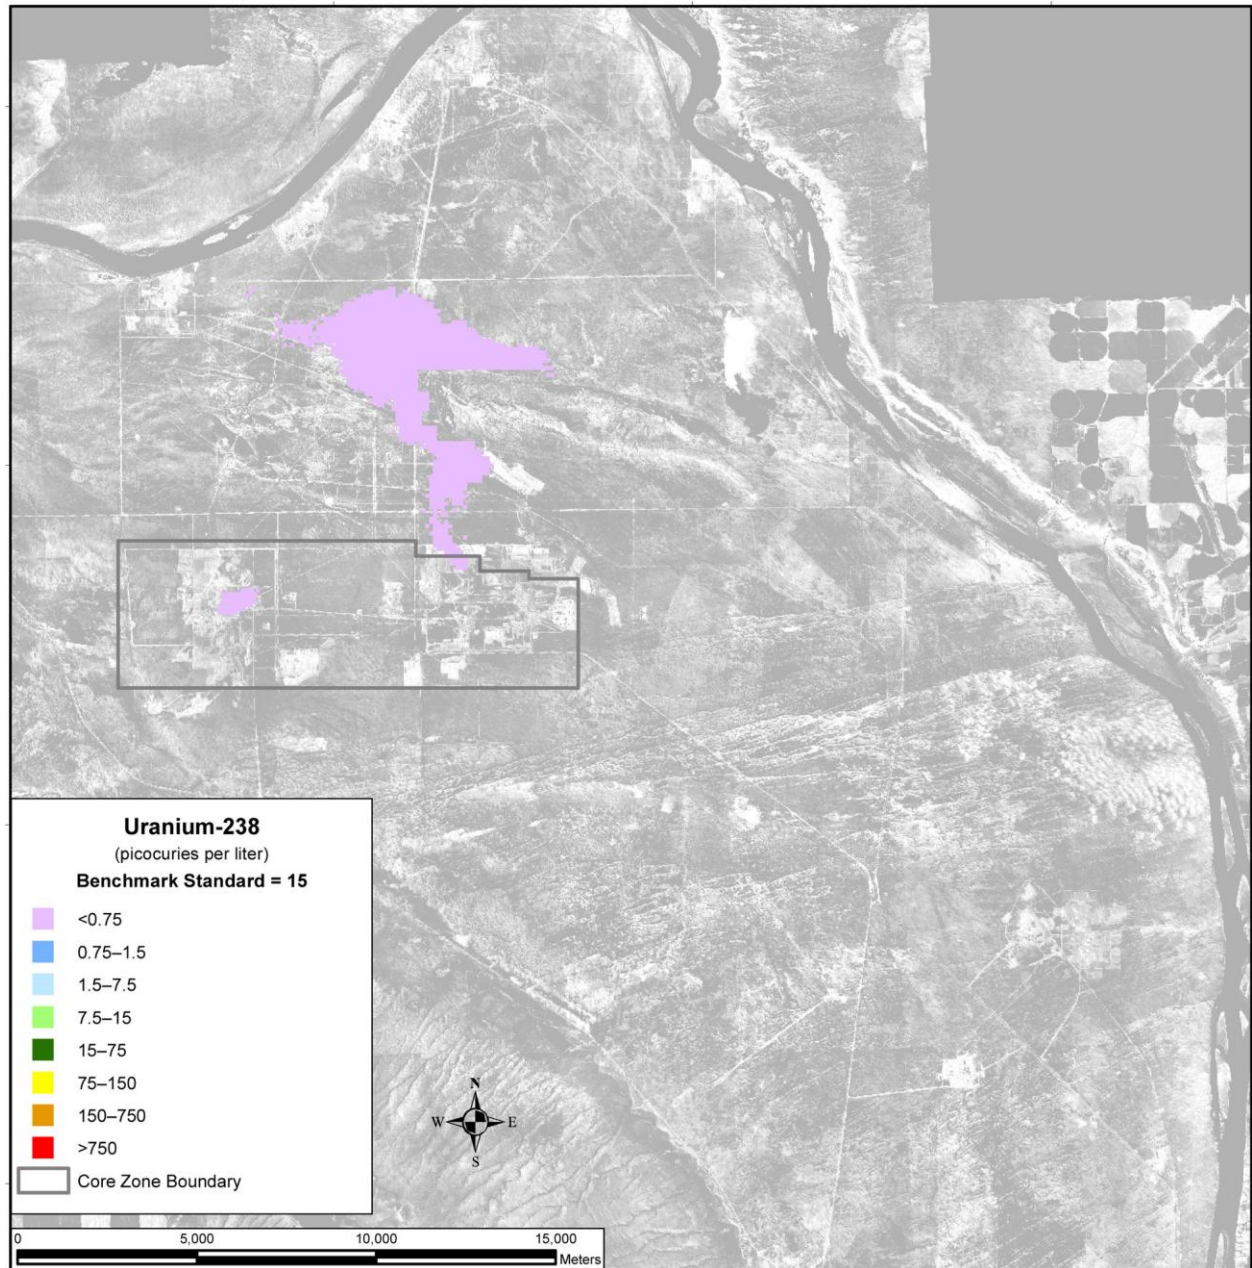 Uranium-238
(picocuries per liter)
Benchmark Standard = 15
<0.75
0.75–1.5
1.5–7.5
7.5–15
15–75
75–150
150–750
>750
Core Zone Boundary
N
W E
S
0 5,000 10,000 15,000
Meters